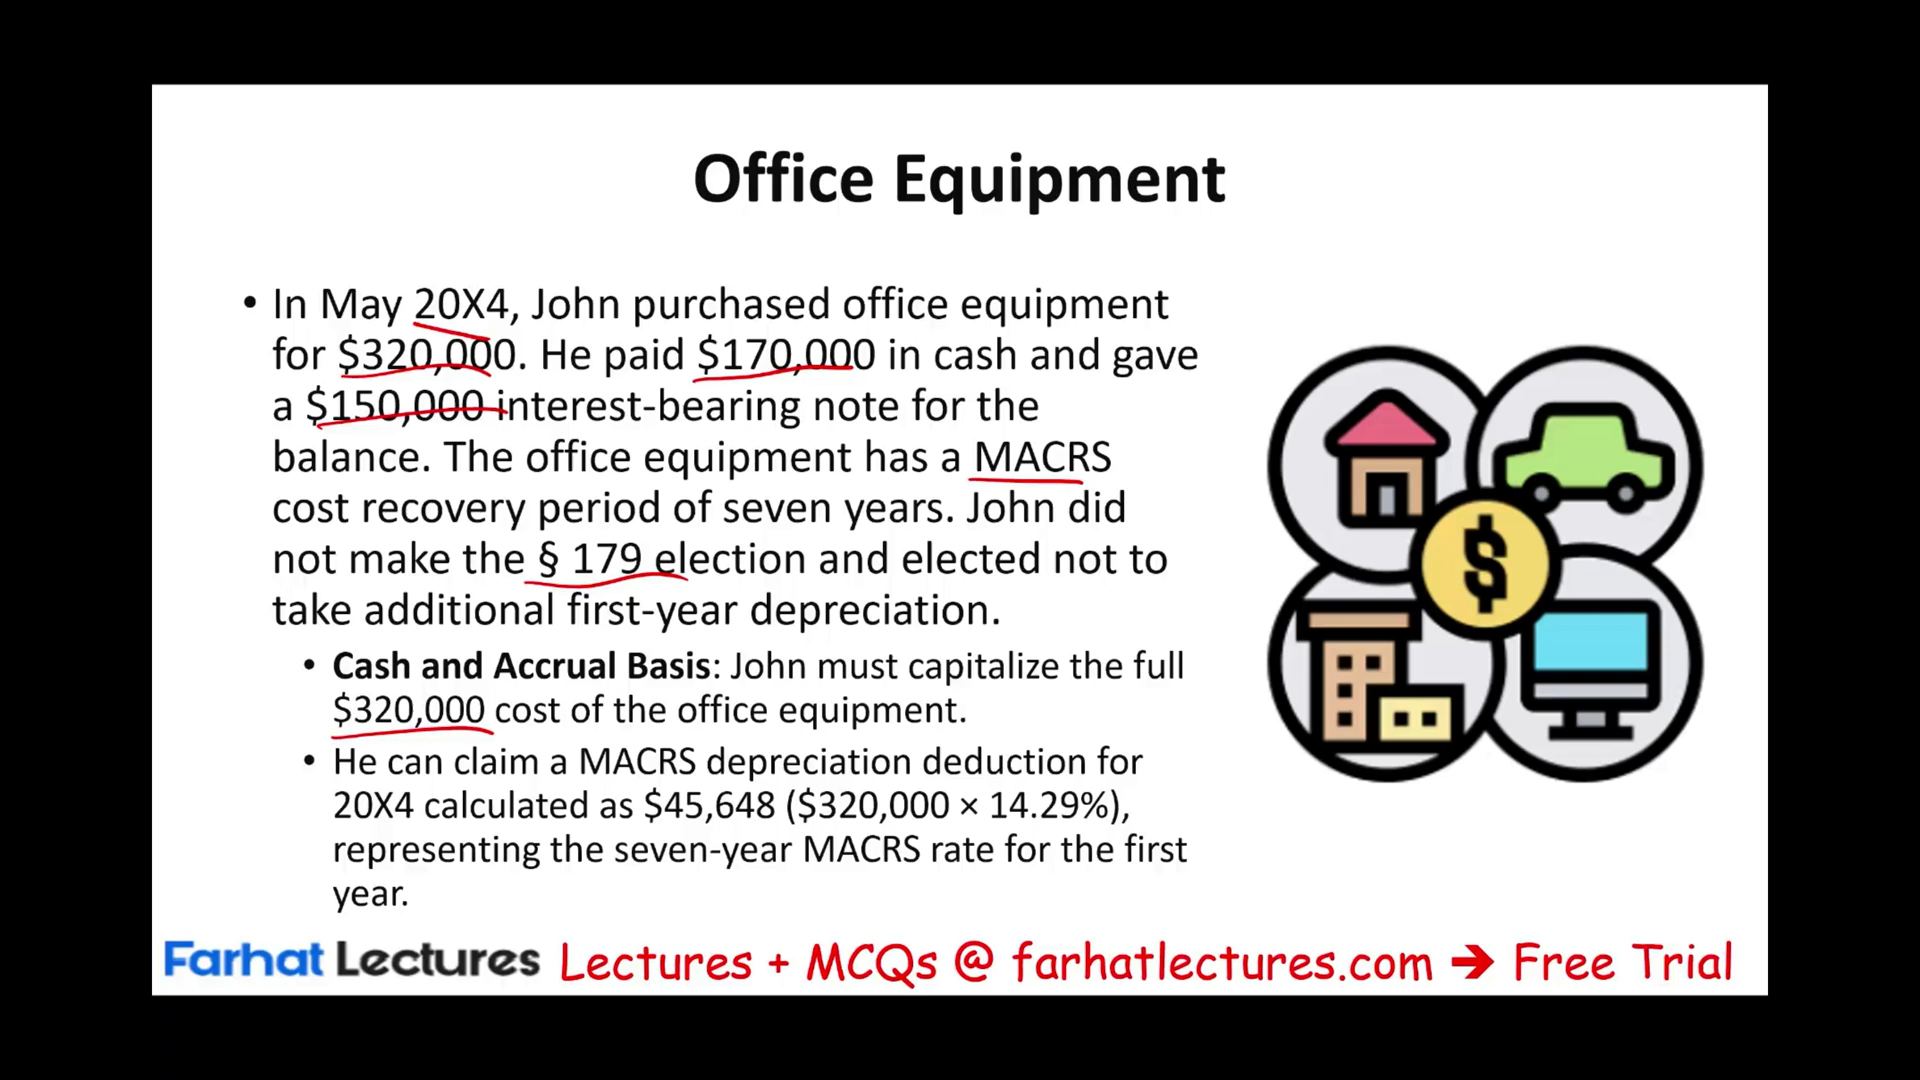 Office Equipment
• In May 20X4, John purchased office equipment
for $320,000. He paid $170,000 in cash and gave
a $150,000 interest-bearing note for the
balance. The office equipment has a MACRS
cost recovery period of seven years. John did
not make the § 179 election and elected not to
take additional first-year depreciation.
• Cash and Accrual Basis: John must capitalize the full
$320,000 cost of the office equipment.
• He can claim a MACRS depreciation deduction for
20X4 calculated as $45,648 ($320,000 × 14.29%),
representing the seven-year MACRS rate for the first
year.
$
Farhat Lectures Lectures + MCQs @ farhatlectures.com → Free Trial